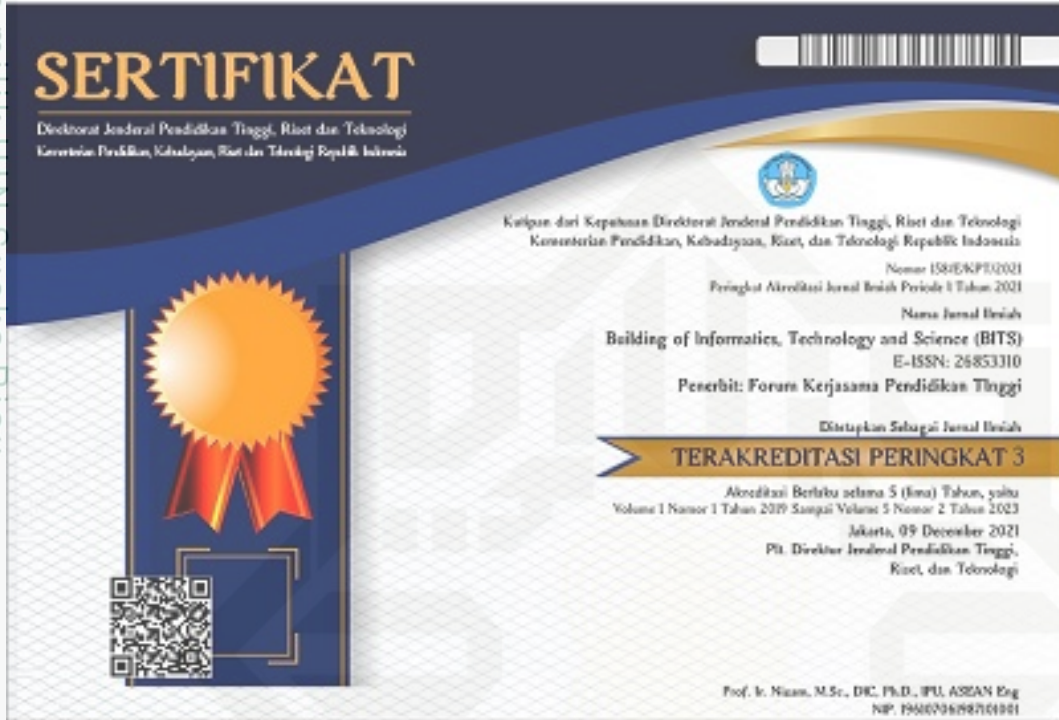 SERTIFIKAT
Direktorat Jenderal Pendidikan Tinggi, Riset dan Teknologi
Kementerian Pendidikan, Kebudayaan, Riset dan Teknologi Republik Indonesia
Kutipan dari Keputusan Direktorat Jenderal Pendidikan Tinggi, Riset dan Teknologi
Kementerian Pendidikan, Kebudayaan, Riset, dan Teknologi Republik Indonesia
Nomor 158/E/KPT/2021
Peringkat Akreditasi Jurnal Ilmiah Periode 1 Tahun 2021
Nama Jurnal Ilmiah
Building of Informatics, Technology and Science (BITS)
E-ISSN: 26853310
Penerbit: Forum Kerjasama Pendidikan TInggi
Ditetapkan Sebagai Jurnal Ilmiah
TERAKREDITASI PERINGKAT 3
Akreditasi Berlaku selama 5 (lima) Tahun, yaitu
Volume 1 Nomor 1 Tahun 2019 Sampai Volume 5 Nomor 2 Tahun 2023
Jakarta, 09 December 2021
Plt. Direktur Jenderal Pendidikan Tinggi,
Riset, dan Teknologi
Prof. Ir. Nizam, M.Sc., DIC, Ph.D., IPU, ASEAN Eng
NIP. 196107061987101001